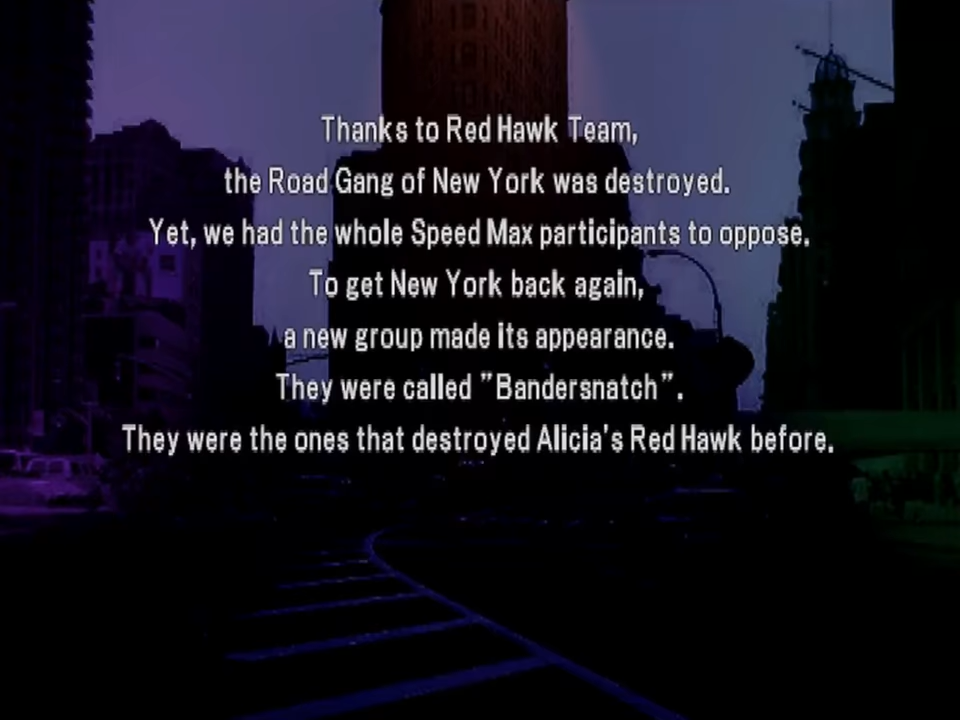 Thanks to Red Hawk Team,
the Road Gang of New York was destroyed.
Yet, we had the whole Speed Max participants to oppose.
To get New York back again,
a new group made its appearance.
They were called "Bandersnatch".
They were the ones that destroyed Alicia's Red Hawk before.